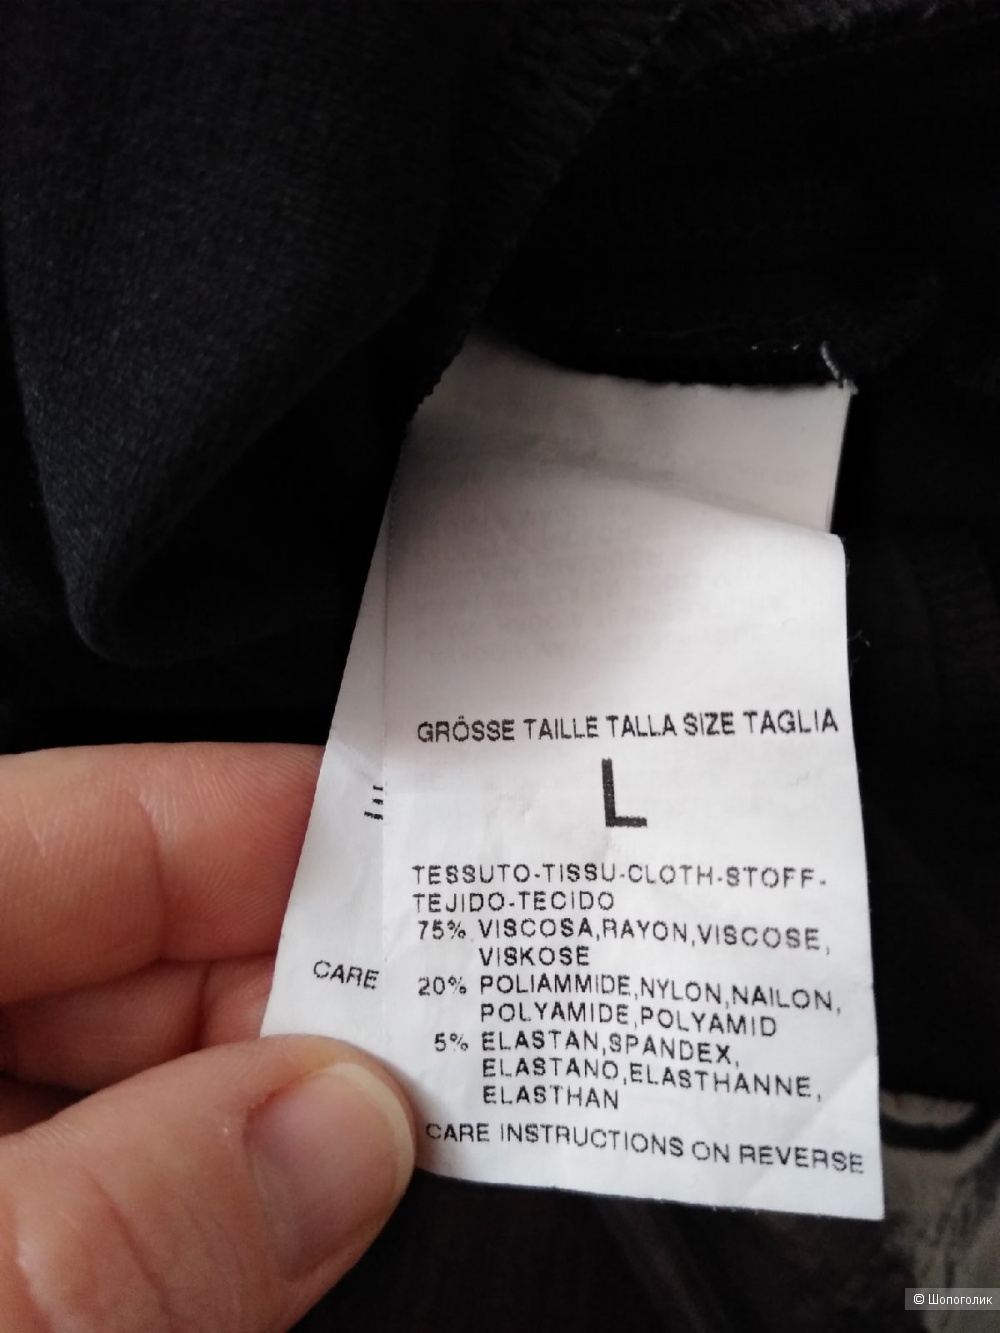 GRÖSSE TAILLE TALLA SIZE TAGLIA
L
TESSUTO-TISSU-CLOTH-STOFF-
TEJIDO-TECIDO
75% VISCOSA,RAYON,VISCOSE,
VISKOSE
20% POLIAMMIDE,NYLON,NAILON,
POLYAMIDE,POLYAMID
5% ELASTAN,SPANDEX,
ELASTANO,ELASTHANNE,
ELASTHAN
CARE INSTRUCTIONS ON REVERSE
CARE
© Шопоголик